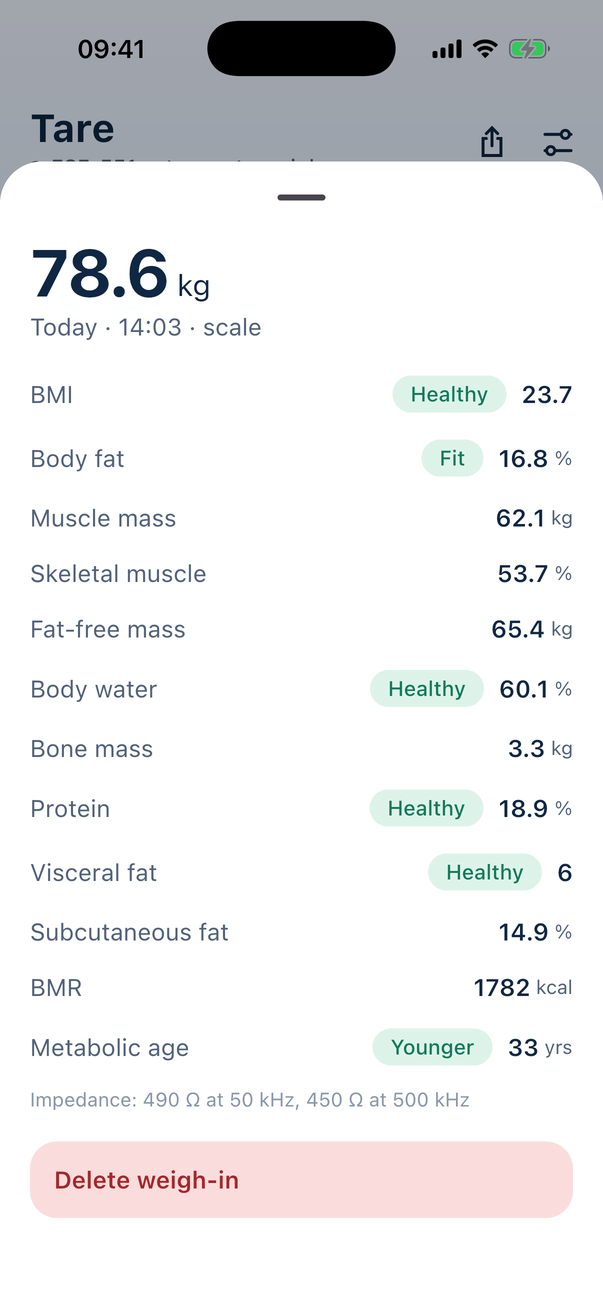 09:41
Tare
78.6 kg
Today · 14:03 · scale
BMI Healthy 23.7
Body fat Fit 16.8 %
Muscle mass 62.1 kg
Skeletal muscle 53.7 %
Fat-free mass 65.4 kg
Body water Healthy 60.1 %
Bone mass 3.3 kg
Protein Healthy 18.9 %
Visceral fat Healthy 6
Subcutaneous fat 14.9 %
BMR 1782 kcal
Metabolic age Younger 33 yrs
Impedance: 490 Ω at 50 kHz, 450 Ω at 500 kHz
Delete weigh-in